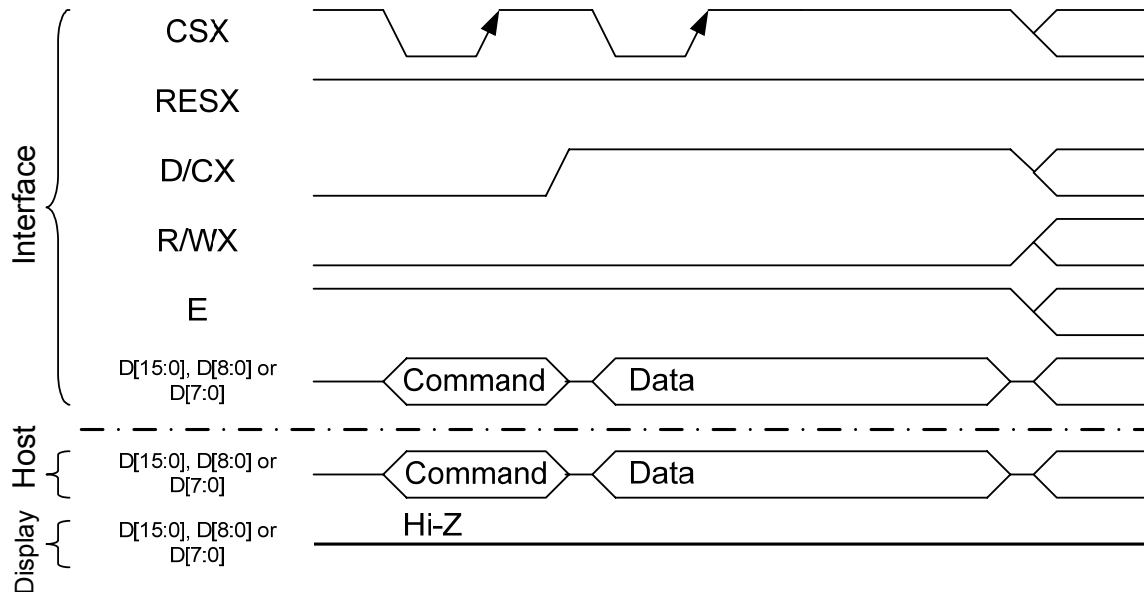 Interface
CSX
RESX
D/CX
R/WX
E
D[15:0], D[8:0] or
D[7:0]
Command
Data
Host
D[15:0], D[8:0] or
D[7:0]
Command
Data
Display
D[15:0], D[8:0] or
D[7:0]
Hi-Z